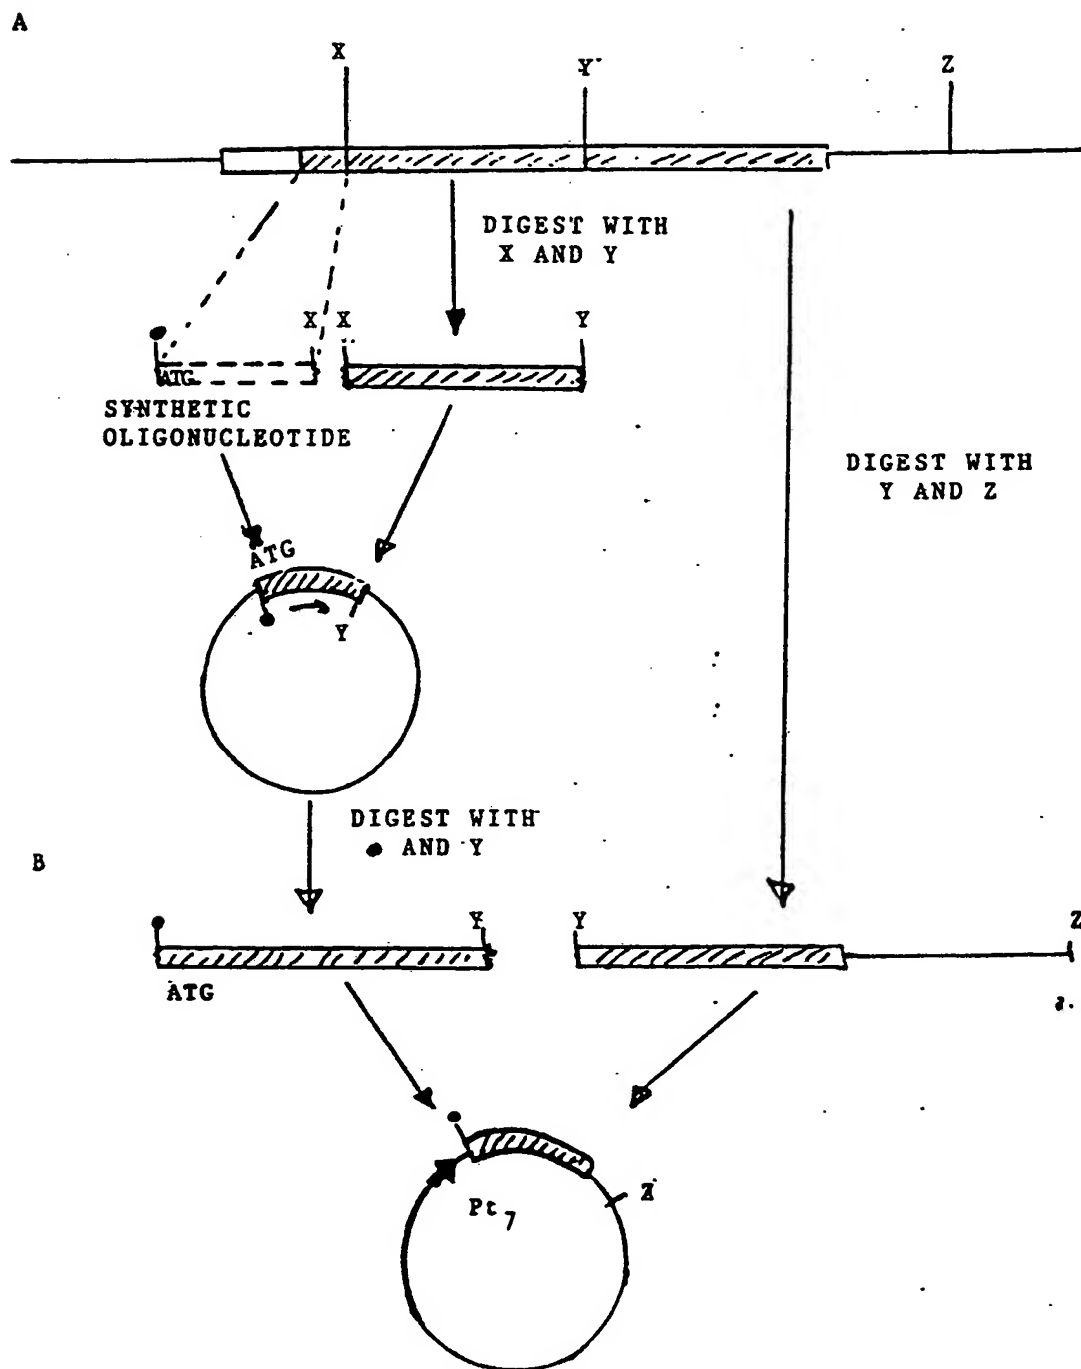 A
X Y Z
DIGEST WITH
X AND Y
X X Y
ATG
SYNTHETIC
OLIGONUCLEOTIDE
DIGEST WITH
Y AND Z
ATG
Y
DIGEST WITH
● AND Y
B
Y Y Z
ATG
Z
Pt7